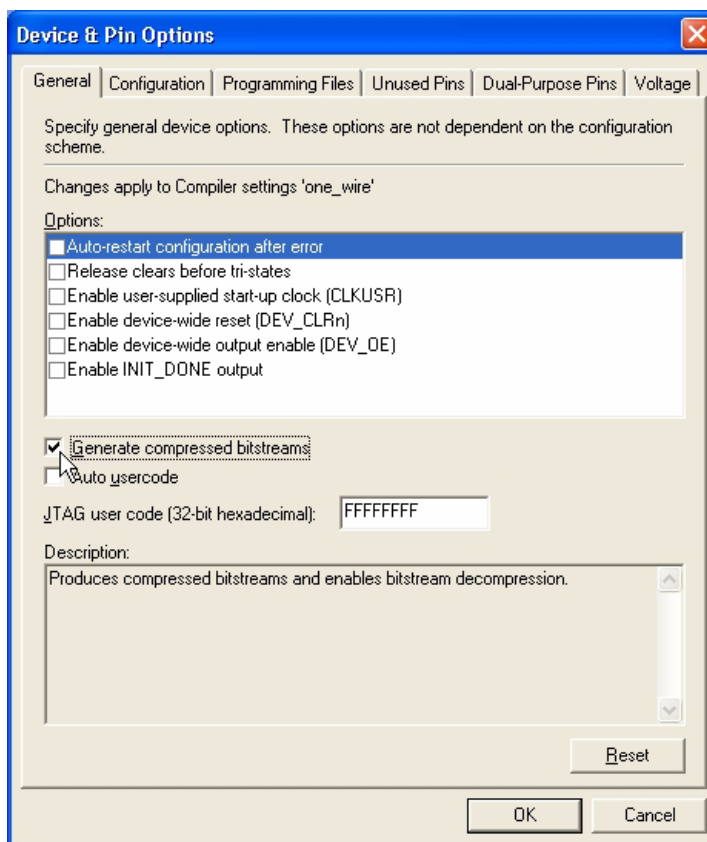 Device & Pin Options
General Configuration Programming Files Unused Pins Dual-Purpose Pins Voltage
Specify general device options. These options are not dependent on the configuration
scheme.
Changes apply to Compiler settings 'one_wire'
Options:
Auto-restart configuration after error
Release clears before tri-states
Enable user-supplied start-up clock (CLKUSR)
Enable device-wide reset (DEV_CLRn)
Enable device-wide output enable (DEV_OE)
Enable INIT_DONE output
Generate compressed bitstreams
Auto usercode
JTAG user code (32-bit hexadecimal): FFFFFFFF
Description:
Produces compressed bitstreams and enables bitstream decompression.
Reset
OK Cancel